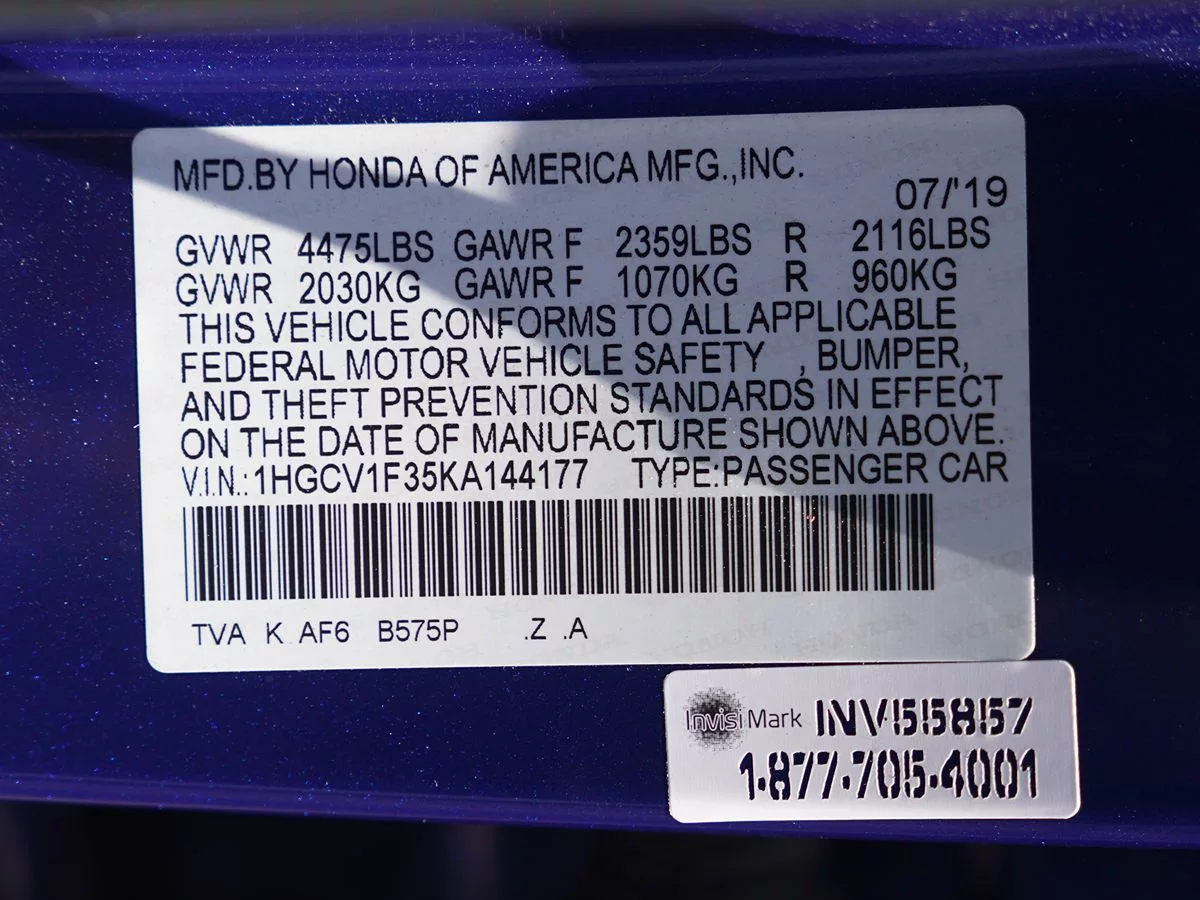 MFD.BY HONDA OF AMERICA MFG.,INC.
07/'19
GVWR 4475LBS GAWR F 2359LBS R 2116LBS
GVWR 2030KG GAWR F 1070KG R 960KG
THIS VEHICLE CONFORMS TO ALL APPLICABLE
FEDERAL MOTOR VEHICLE SAFETY , BUMPER,
AND THEFT PREVENTION STANDARDS IN EFFECT
ON THE DATE OF MANUFACTURE SHOWN ABOVE.
V.I.N.: 1HGCV1F35KA144177 TYPE:PASSENGER CAR
TVA K AF6 B575P .Z .A
InvisiMark INV55857
1-877-705-4001